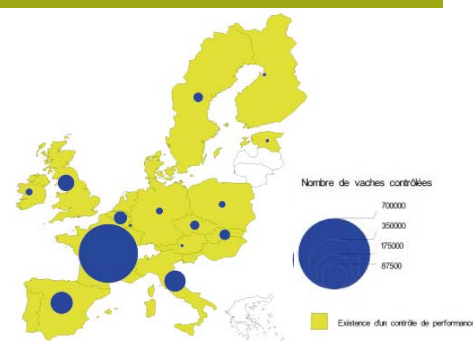 Nombre de vaches contrôlées
700000
350000
175000
87500
Existence d'un contrôle de performance